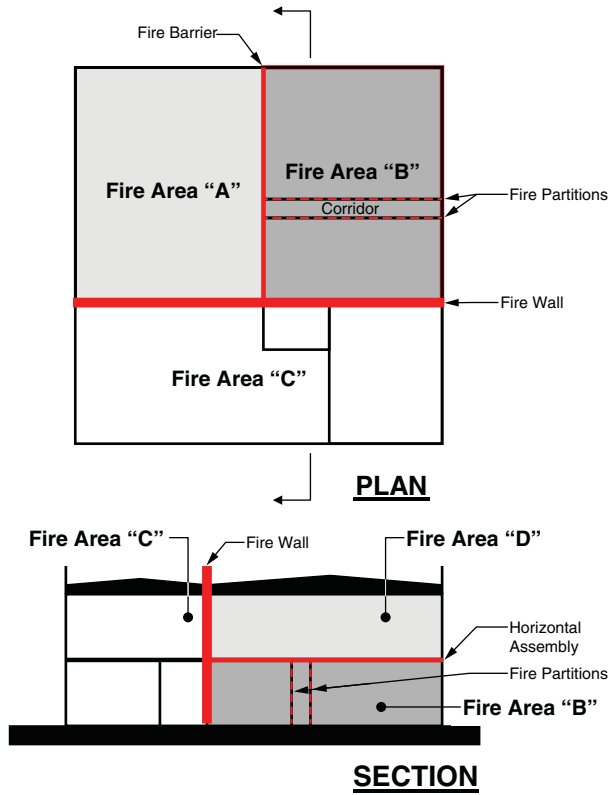 Fire Barrier
Fire Area “A”
Fire Area “B”
Corridor
Fire Partitions
Fire Wall
Fire Area “C”
PLAN
Fire Area “C”
Fire Wall
Fire Area “D”
Horizontal
Assembly
Fire Partitions
Fire Area “B”
SECTION